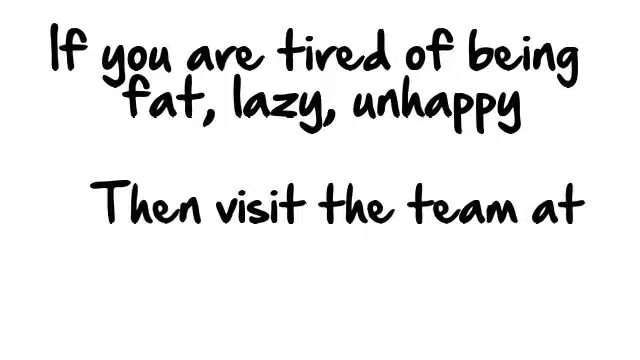 If you are tired of being
fat, lazy, unhappy
Then visit the team at